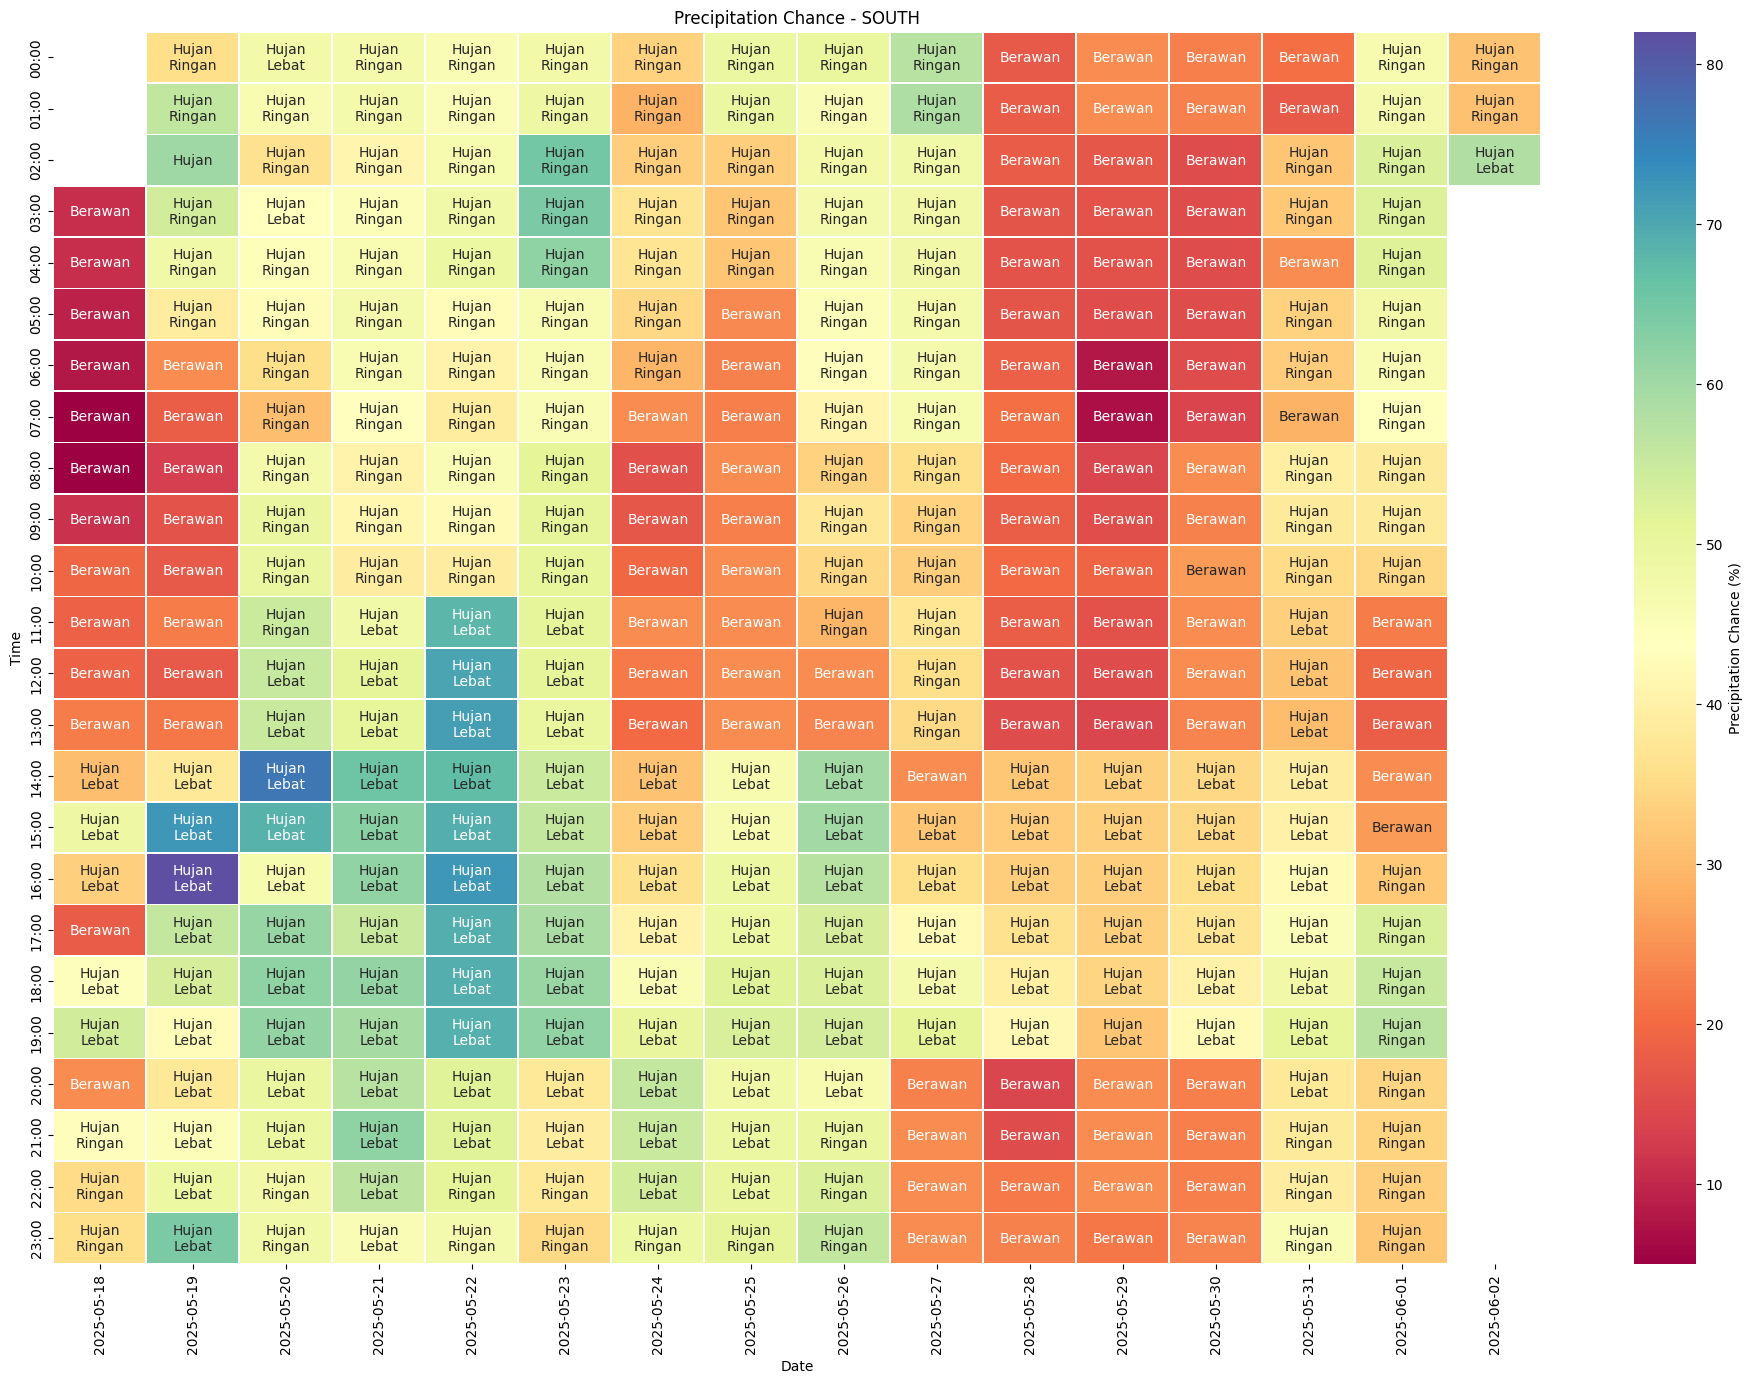 Precipitation Chance - SOUTH
00:00
Hujan Hujan Hujan Hujan Hujan Hujan Hujan Hujan Hujan Hujan Hujan
Ringan Lebat Ringan Ringan Ringan Ringan Ringan Ringan Ringan Berawan Berawan Berawan Berawan Ringan Ringan
01:00
Hujan Hujan Hujan Hujan Hujan Hujan Hujan Hujan Hujan Hujan Hujan
Ringan Ringan Ringan Ringan Ringan Ringan Ringan Ringan Ringan Berawan Berawan Berawan Berawan Ringan Ringan
02:00
Hujan Hujan Hujan Hujan Hujan Hujan Hujan Hujan Hujan Hujan Hujan Hujan
Ringan Ringan Ringan Ringan Ringan Ringan Ringan Ringan Berawan Berawan Berawan Ringan Ringan Lebat
03:00
Hujan Hujan Hujan Hujan Hujan Hujan Hujan Hujan Hujan Hujan Hujan
Berawan Ringan Lebat Ringan Ringan Ringan Ringan Ringan Ringan Ringan Berawan Berawan Berawan Ringan Ringan
04:00
Hujan Hujan Hujan Hujan Hujan Hujan Hujan Hujan Hujan Hujan
Berawan Ringan Ringan Ringan Ringan Ringan Ringan Ringan Ringan Ringan Berawan Berawan Berawan Berawan Ringan
05:00
Hujan Hujan Hujan Hujan Hujan Hujan Hujan Hujan Hujan Hujan
Berawan Ringan Ringan Ringan Ringan Ringan Ringan Berawan Ringan Ringan Berawan Berawan Berawan Ringan Ringan
06:00
Hujan Hujan Hujan Hujan Hujan Hujan Hujan Hujan Hujan
Berawan Berawan Ringan Ringan Ringan Ringan Ringan Berawan Ringan Ringan Berawan Berawan Berawan Ringan Ringan
07:00
Hujan Hujan Hujan Hujan Hujan Hujan Hujan
Berawan Berawan Ringan Ringan Ringan Ringan Berawan Berawan Ringan Ringan Berawan Berawan Berawan Berawan Ringan
08:00
Hujan Hujan Hujan Hujan Hujan Hujan Hujan Hujan
Berawan Berawan Ringan Ringan Ringan Ringan Berawan Berawan Ringan Ringan Berawan Berawan Berawan Ringan Ringan
09:00
Hujan Hujan Hujan Hujan Hujan Hujan Hujan Hujan
Berawan Berawan Ringan Ringan Ringan Ringan Berawan Berawan Ringan Ringan Berawan Berawan Berawan Ringan Ringan
10:00
Hujan Hujan Hujan Hujan Hujan Hujan Hujan Hujan
Berawan Berawan Ringan Ringan Ringan Ringan Berawan Berawan Ringan Ringan Berawan Berawan Berawan Ringan Ringan
11:00
Hujan Hujan Hujan Hujan Hujan Hujan Hujan
Berawan Berawan Ringan Lebat Lebat Lebat Berawan Berawan Ringan Ringan Berawan Berawan Berawan Lebat Berawan
12:00
Hujan Hujan Hujan Hujan Hujan Hujan
Berawan Berawan Lebat Lebat Lebat Lebat Berawan Berawan Berawan Ringan Berawan Berawan Berawan Lebat Berawan
13:00
Hujan Hujan Hujan Hujan Hujan Hujan
Berawan Berawan Lebat Lebat Lebat Lebat Berawan Berawan Berawan Ringan Berawan Berawan Berawan Lebat Berawan
14:00
Hujan Hujan Hujan Hujan Hujan Hujan Hujan Hujan Hujan Hujan Hujan Hujan Hujan
Lebat Lebat Lebat Lebat Lebat Lebat Lebat Lebat Lebat Berawan Lebat Lebat Lebat Lebat Berawan
15:00
Hujan Hujan Hujan Hujan Hujan Hujan Hujan Hujan Hujan Hujan Hujan Hujan Hujan Hujan
Lebat Lebat Lebat Lebat Lebat Lebat Lebat Lebat Lebat Lebat Lebat Lebat Lebat Lebat Berawan
16:00
Hujan Hujan Hujan Hujan Hujan Hujan Hujan Hujan Hujan Hujan Hujan Hujan Hujan Hujan Hujan
Lebat Lebat Lebat Lebat Lebat Lebat Lebat Lebat Lebat Lebat Lebat Lebat Lebat Lebat Ringan
17:00
Hujan Hujan Hujan Hujan Hujan Hujan Hujan Hujan Hujan Hujan Hujan Hujan Hujan Hujan
Berawan Lebat Lebat Lebat Lebat Lebat Lebat Lebat Lebat Lebat Lebat Lebat Lebat Lebat Ringan
18:00
Hujan Hujan Hujan Hujan Hujan Hujan Hujan Hujan Hujan Hujan Hujan Hujan Hujan Hujan Hujan
Lebat Lebat Lebat Lebat Lebat Lebat Lebat Lebat Lebat Lebat Lebat Lebat Lebat Lebat Ringan
19:00
Hujan Hujan Hujan Hujan Hujan Hujan Hujan Hujan Hujan Hujan Hujan Hujan Hujan Hujan Hujan
Lebat Lebat Lebat Lebat Lebat Lebat Lebat Lebat Lebat Lebat Lebat Lebat Lebat Lebat Ringan
20:00
Hujan Hujan Hujan Hujan Hujan Hujan Hujan Hujan Hujan Hujan
Berawan Lebat Lebat Lebat Lebat Lebat Lebat Lebat Lebat Berawan Berawan Berawan Berawan Lebat Ringan
21:00
Hujan Hujan Hujan Hujan Hujan Hujan Hujan Hujan Hujan Hujan Hujan
Ringan Lebat Lebat Lebat Lebat Lebat Lebat Lebat Ringan Berawan Berawan Berawan Berawan Ringan Ringan
22:00
Hujan Hujan Hujan Hujan Hujan Hujan Hujan Hujan Hujan Hujan Hujan
Ringan Lebat Ringan Lebat Ringan Ringan Lebat Lebat Ringan Berawan Berawan Berawan Berawan Ringan Ringan
23:00
Hujan Hujan Hujan Hujan Hujan Hujan Hujan Hujan Hujan Hujan Hujan
Ringan Lebat Ringan Lebat Ringan Ringan Ringan Ringan Ringan Berawan Berawan Berawan Berawan Ringan Ringan
Time
2025-05-18
2025-05-19
2025-05-20
2025-05-21
2025-05-22
2025-05-23
2025-05-24
2025-05-25
2025-05-26
2025-05-27
2025-05-28
2025-05-29
2025-05-30
2025-05-31
2025-06-01
2025-06-02
Date
80
70
60
50
40
30
20
10
Precipitation Chance (%)